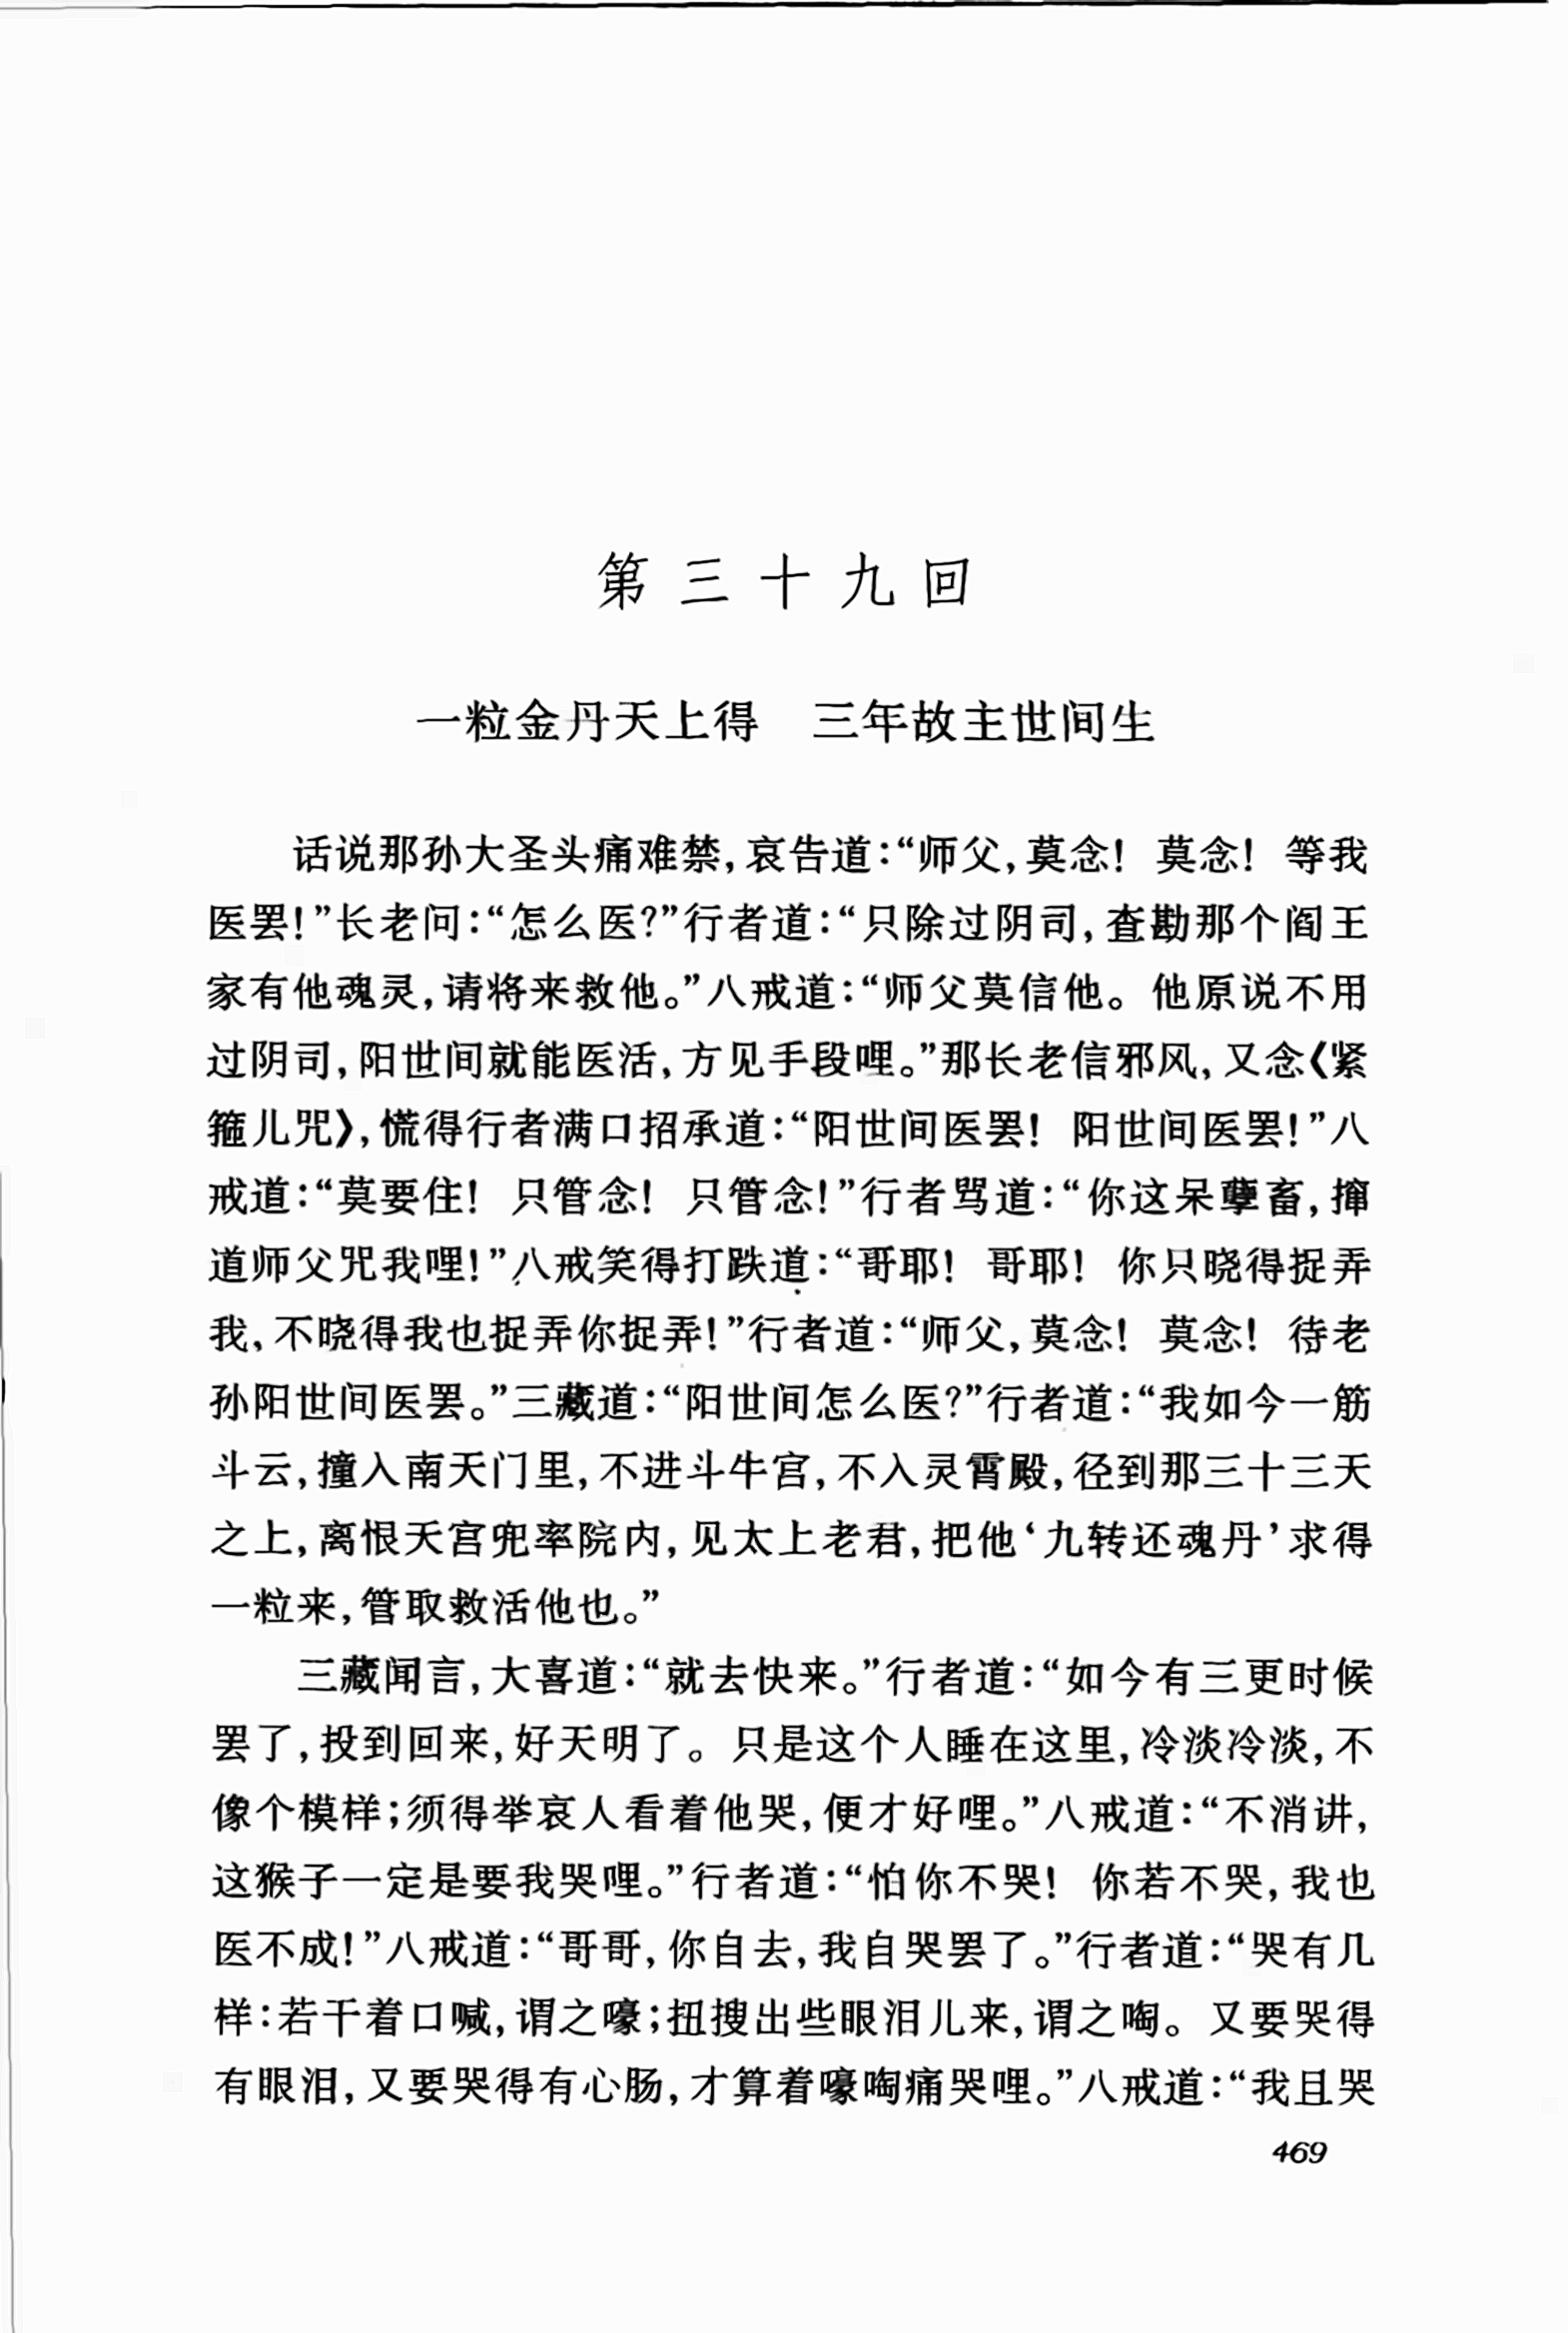 第三十九回
一粒金丹天上得 三年故主世间生
话说那孙大圣头痛难禁，哀告道：“师父，莫念！莫念！等我
医罢！”长老问：“怎么医？”行者道：“只除过阴司，查勘那个阎王
家有他魂灵，请将来救他。”八戒道：“师父莫信他。他原说不用
过阴司，阳世间就能医活，方见手段哩。”那长老信邪风，又念《紧
箍儿咒》，慌得行者满口招承道：“阳世间医罢！阳世间医罢！”八
戒道：“莫要住！只管念！只管念！”行者骂道：“你这呆孽畜，撺
道师父咒我哩！”八戒笑得打跌道：“哥耶！哥耶！你只晓得捉弄
我，不晓得我也捉弄你捉弄！”行者道：“师父，莫念！莫念！待老
孙阳世间医罢。”三藏道：“阳世间怎么医？”行者道：“我如今一筋
斗云，撞入南天门里，不进斗牛宫，不入灵霄殿，径到那三十三天
之上，离恨天宫兜率院内，见太上老君，把他‘九转还魂丹’求得
一粒来，管取救活他也。”
三藏闻言，大喜道：“就去快来。”行者道：“如今有三更时候
罢了，投到回来，好天明了。只是这个人睡在这里，冷淡冷淡，不
像个模样；须得举哀人看着他哭，便才好哩。”八戒道：“不消讲，
这猴子一定是要我哭哩。”行者道：“怕你不哭！你若不哭，我也
医不成！”八戒道：“哥哥，你自去，我自哭罢了。”行者道：“哭有几
样：若干着口喊，谓之嚎；扭搜出些眼泪儿来，谓之啕。又要哭得
有眼泪，又要哭得有心肠，才算着嚎啕痛哭哩。”八戒道：“我且哭
469